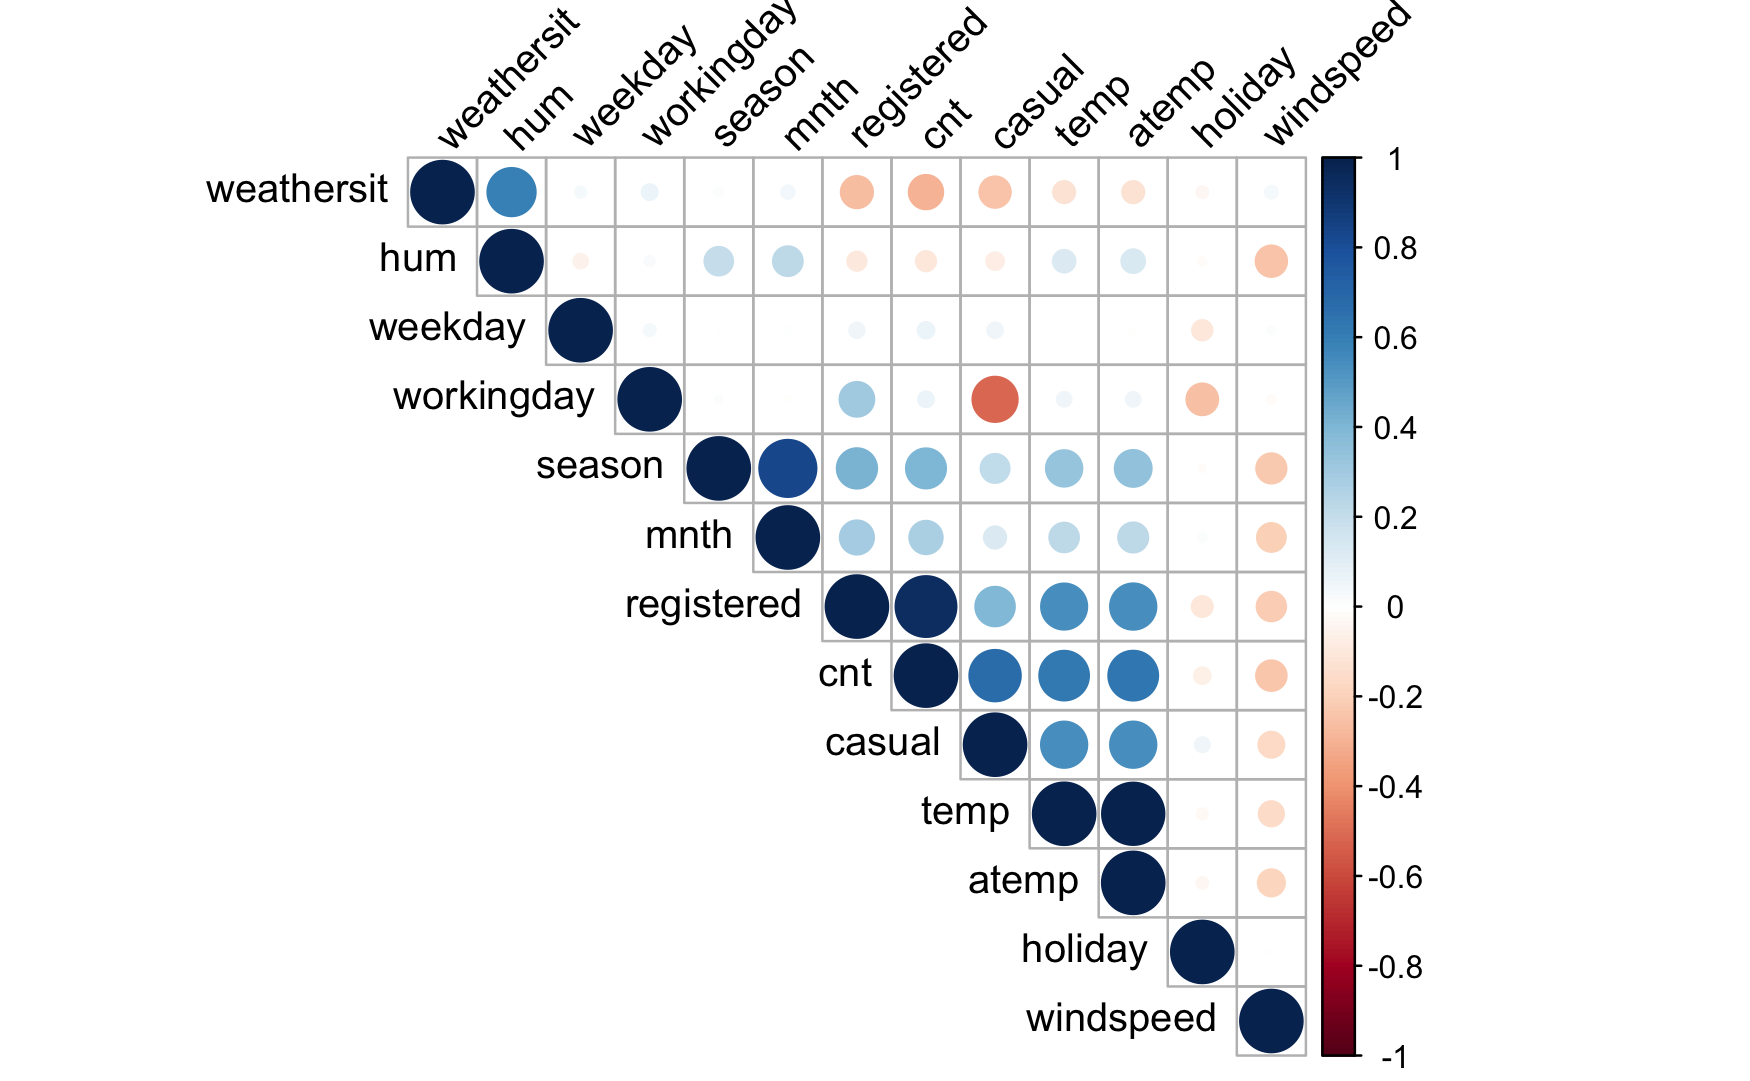 weathersit
hum
weekday
workingday
season
mnth
registered
cnt
casual
temp
atemp
holiday
windspeed
weathersit
hum
weekday
workingday
season
mnth
registered
cnt
casual
temp
atemp
holiday
windspeed
1
0.8
0.6
0.4
0.2
0
-0.2
-0.4
-0.6
-0.8
-1